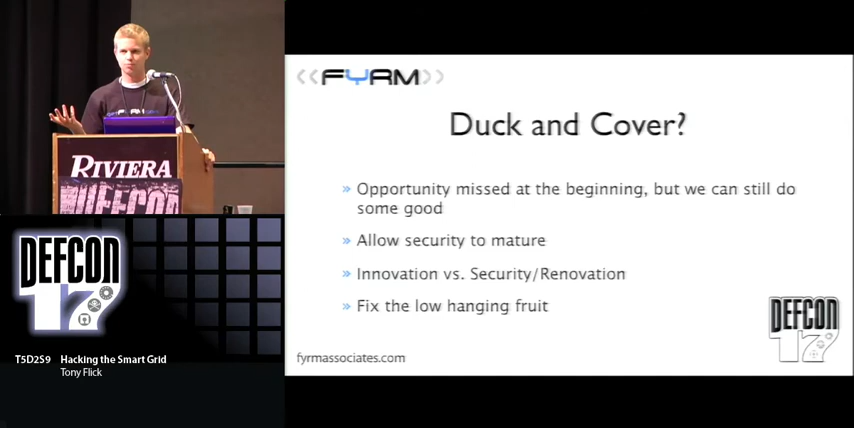 RIVIERA
DEFCON
DEFCON
17
T5D2S9 Hacking the Smart Grid
Tony Flick
((FYRM))
Duck and Cover?
» Opportunity missed at the beginning, but we can still do
some good
» Allow security to mature
» Innovation vs. Security/Renovation
» Fix the low hanging fruit
fyrmassociates.com
DEFCON
17